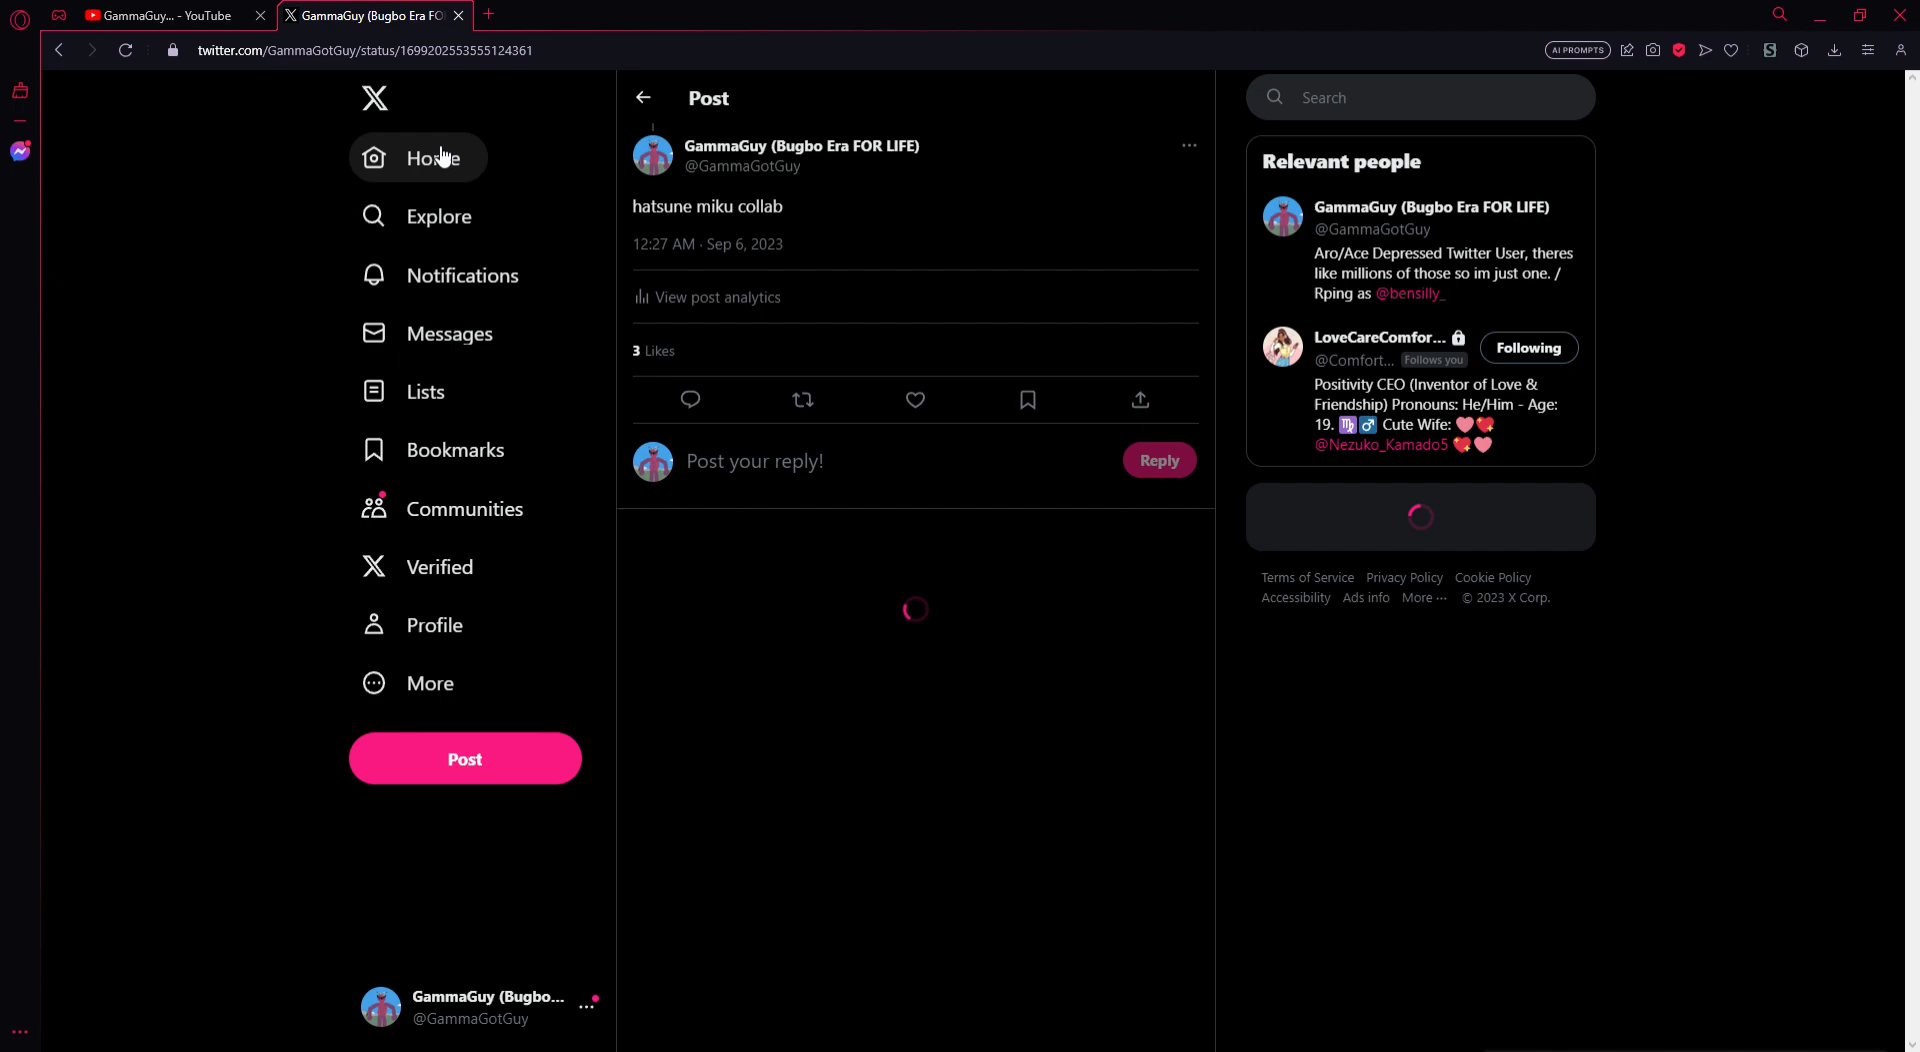 GammaGuy... - YouTube
GammaGuy (Bugbo Era FO
twitter.com/GammaGotGuy/status/1699202553555124361
AI PROMPTS
Home
Explore
Notifications
Messages
Lists
Bookmarks
Communities
Verified
Profile
More
Post
GammaGuy (Bugbo...
@GammaGotGuy
Post
GammaGuy (Bugbo Era FOR LIFE)
@GammaGotGuy
hatsune miku collab
12:27 AM · Sep 6, 2023
View post analytics
3 Likes
Post your reply!
Reply
Search
Relevant people
GammaGuy (Bugbo Era FOR LIFE)
@GammaGotGuy
Aro/Ace Depressed Twitter User, theres
like millions of those so im just one. /
Rping as @bensilly_
LoveCareComfor...
Following
@Comfort... Follows you
Positivity CEO (Inventor of Love &
Friendship) Pronouns: He/Him - Age:
19. ♍♂ Cute Wife: 🩷💖
@Nezuko_Kamado5 💖🩷
Terms of Service Privacy Policy Cookie Policy
Accessibility Ads info More ··· © 2023 X Corp.